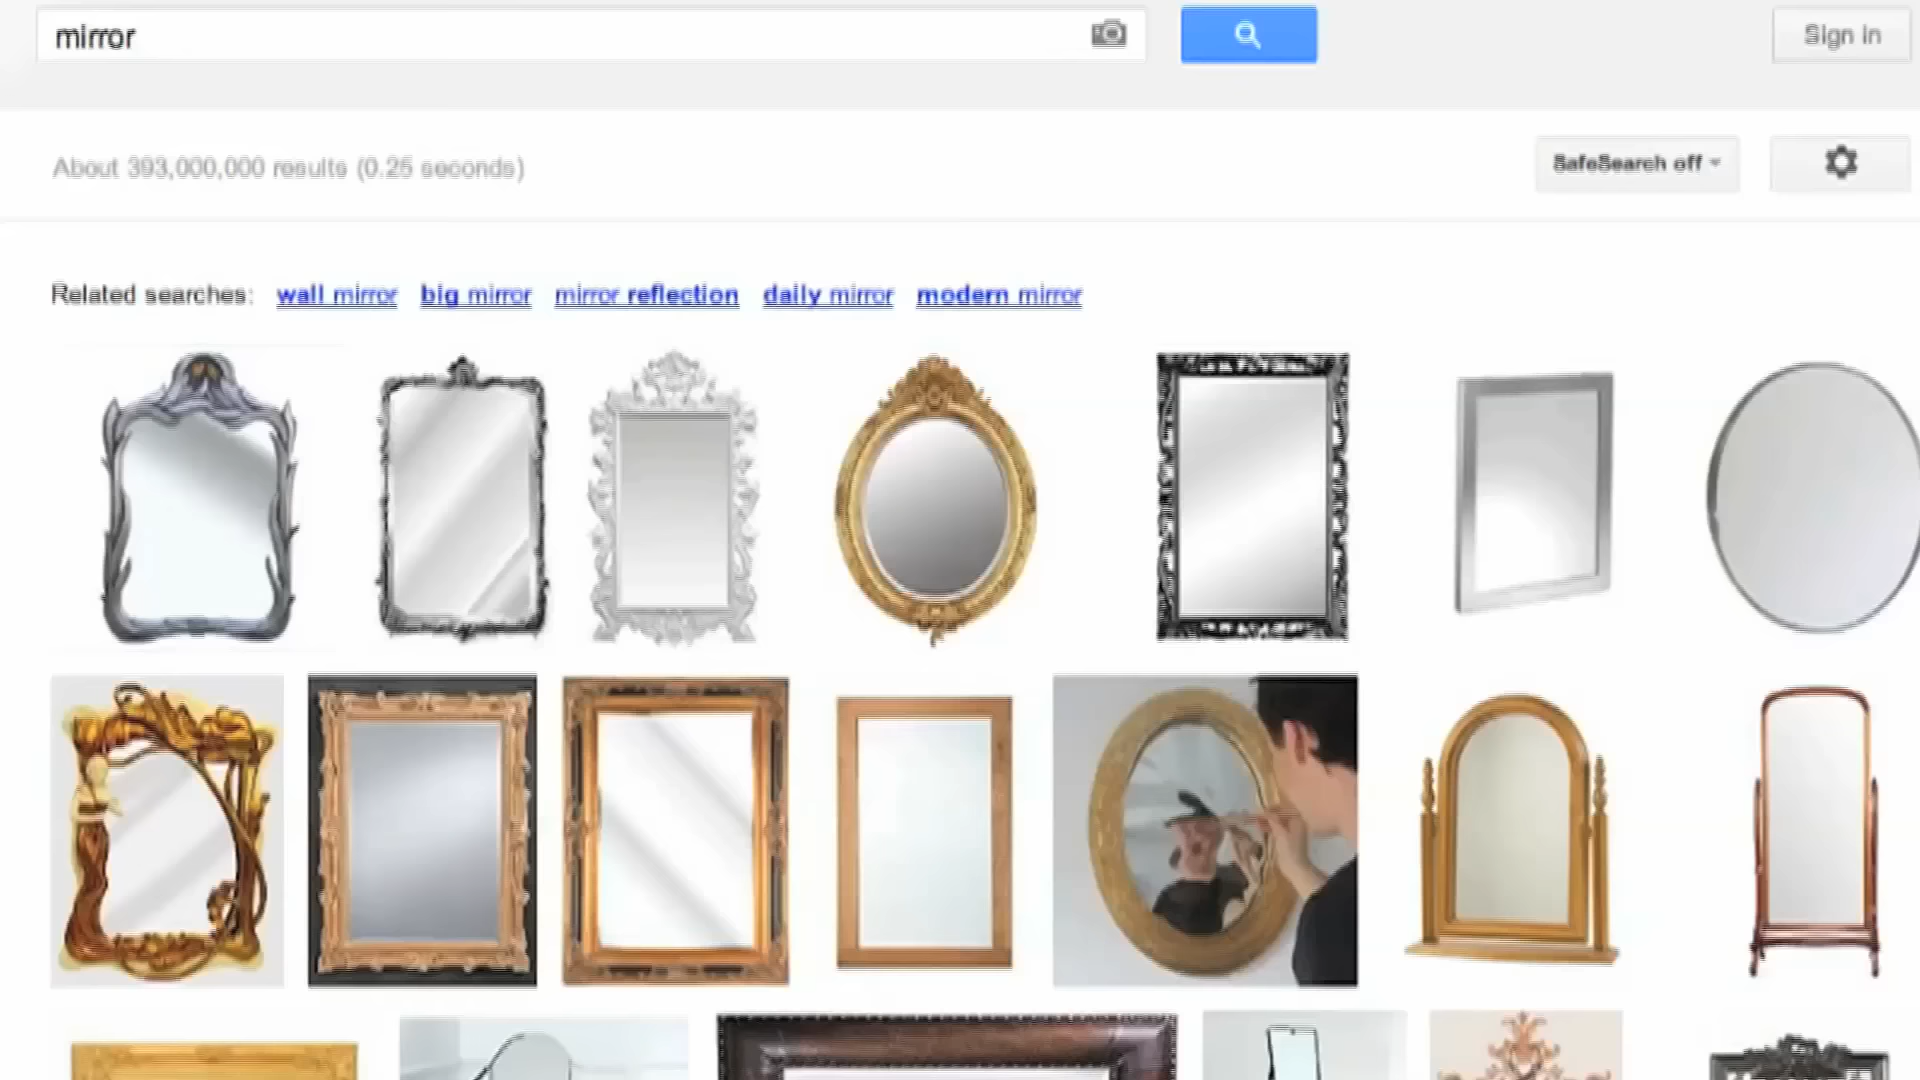 mirror
Sign in
About 393,000,000 results (0.25 seconds)
SafeSearch off
Related searches: wall mirror big mirror mirror reflection daily mirror modern mirror